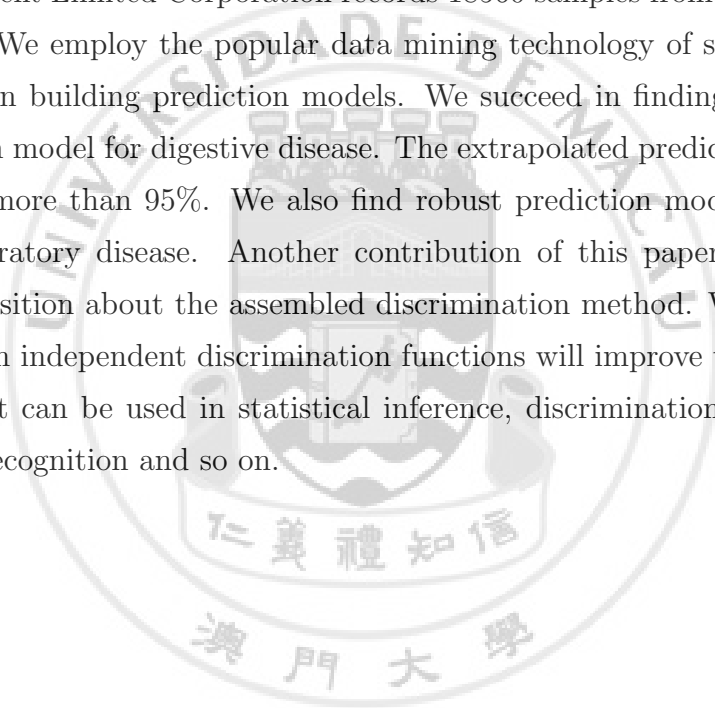 Limited Corporation records samples from
We employ the popular data mining technology of s
n building prediction models. We succeed in finding
n model for digestive disease. The extrapolated predic
more than 95%. We also find robust prediction mod
ratory disease. Another contribution of this paper
sition about the assembled discrimination method. W
n independent discrimination functions will improve
t can be used in statistical inference, discrimination
ecognition and so on.
UNIVERSIDADE DE MACAU
仁義禮知信
澳門大學